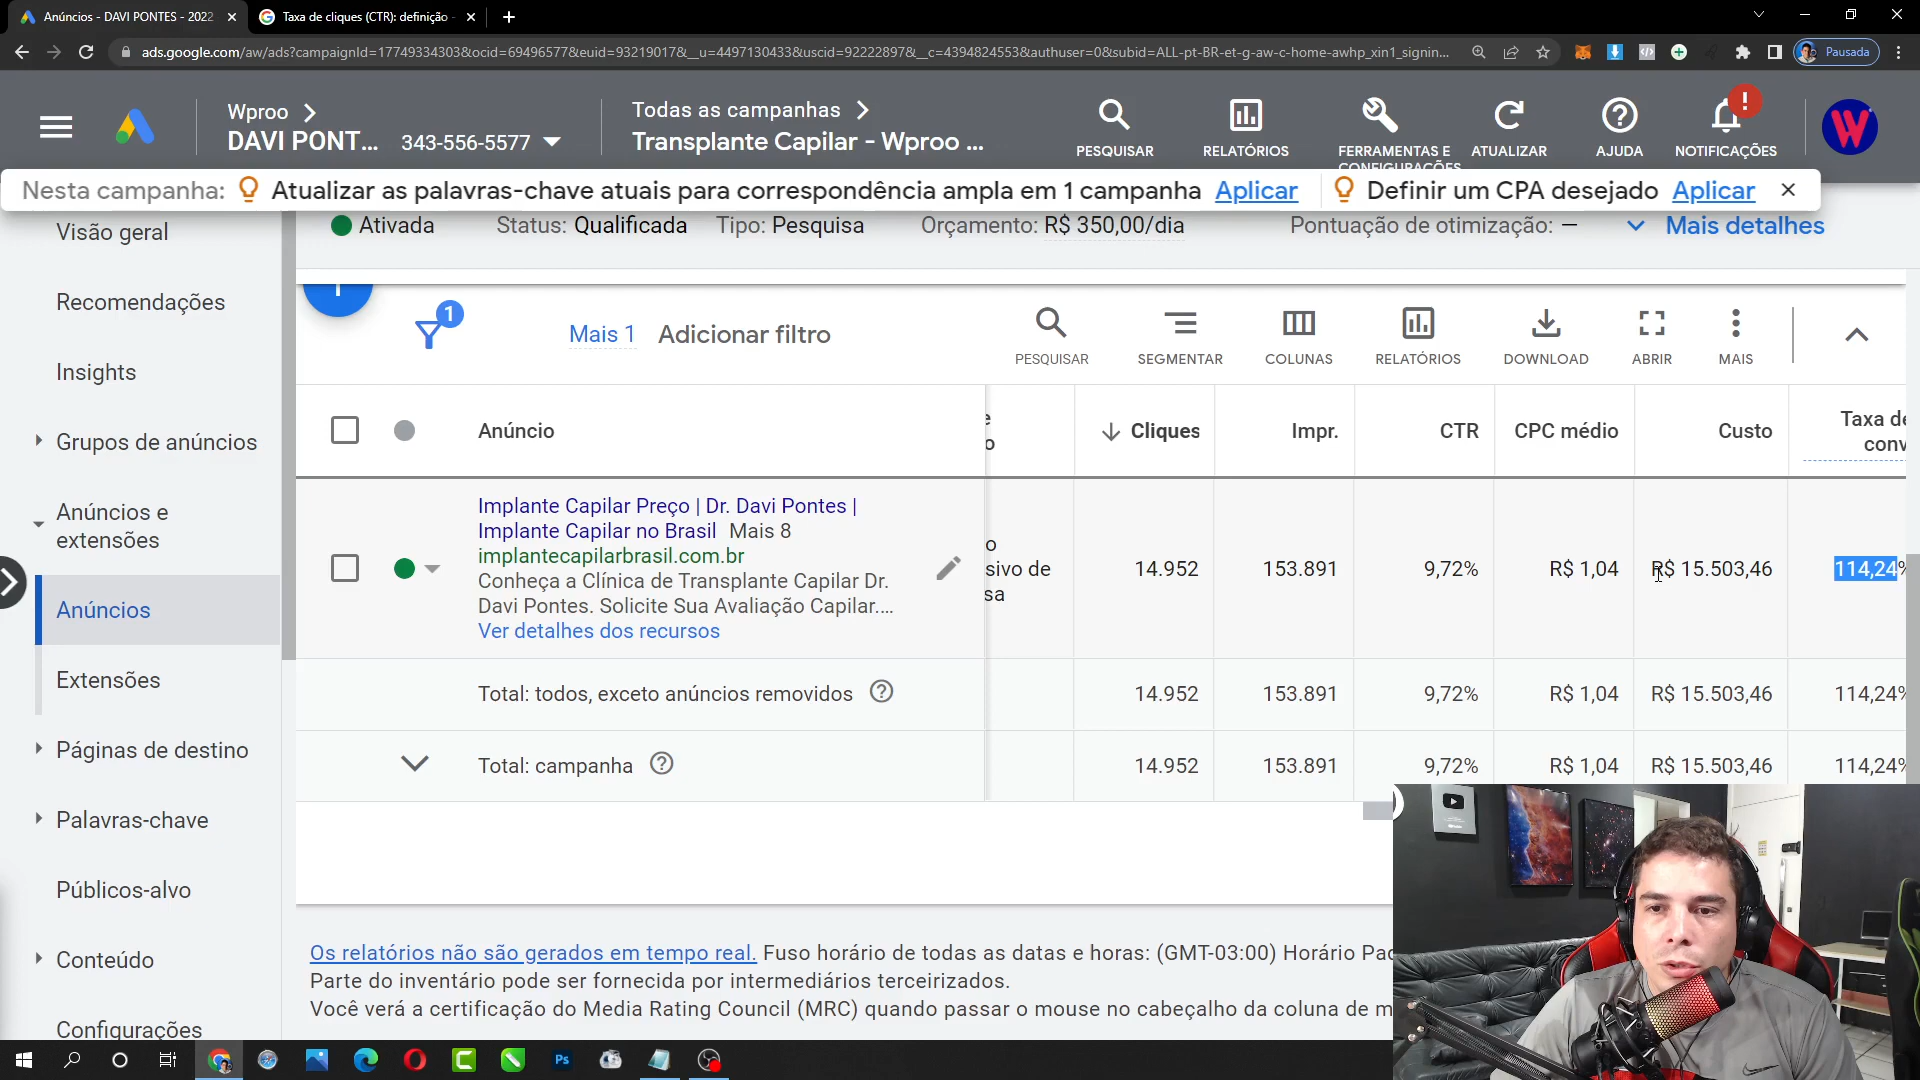 Anúncios - DAVI PONTES - 2022
Taxa de cliques (CTR): definição -
ads.google.com/aw/ads?campaignId=17749334303&ocid=69496577&euid=93219017&__u=4497130433&uscid=922228978&__c=4394824553&authuser=0&subid=ALL-pt-BR-et-g-aw-c-home-awhp_xin1_signin...
Pausada
Wproo
DAVI PONT...
343-556-5577
Todas as campanhas
Transplante Capilar - Wproo ...
PESQUISAR
RELATÓRIOS
FERRAMENTAS E
CONFIGURAÇÕES
ATUALIZAR
AJUDA
!
NOTIFICAÇÕES
W
Nesta campanha: Atualizar as palavras-chave atuais para correspondência ampla em 1 campanha Aplicar
Definir um CPA desejado Aplicar
Ativada Status: Qualificada Tipo: Pesquisa Orçamento: R$ 350,00/dia Pontuação de otimização: — Mais detalhes
Visão geral
Recomendações
Insights
Grupos de anúncios
Anúncios e
extensões
Anúncios
Extensões
Páginas de destino
Palavras-chave
Públicos-alvo
Conteúdo
Configurações
1
Mais 1 Adicionar filtro
PESQUISAR
SEGMENTAR
COLUNAS
RELATÓRIOS
DOWNLOAD
ABRIR
MAIS
Anúncio
e
o
Cliques Impr. CTR CPC médio Custo
Taxa de
conv
Implante Capilar Preço | Dr. Davi Pontes |
Implante Capilar no Brasil Mais 8
implantecapilarbrasil.com.br
Conheça a Clínica de Transplante Capilar Dr.
Davi Pontes. Solicite Sua Avaliação Capilar....
Ver detalhes dos recursos
o
sivo de
sa
14.952 153.891 9,72% R$ 1,04 R$ 15.503,46 114,24%
Total: todos, exceto anúncios removidos 14.952 153.891 9,72% R$ 1,04 R$ 15.503,46 114,24%
Total: campanha 14.952 153.891 9,72% R$ 1,04 R$ 15.503,46 114,24%
Os relatórios não são gerados em tempo real. Fuso horário de todas as datas e horas: (GMT-03:00) Horário Pad
Parte do inventário pode ser fornecida por intermediários terceirizados.
Você verá a certificação do Media Rating Council (MRC) quando passar o mouse no cabeçalho da coluna de m
Ps